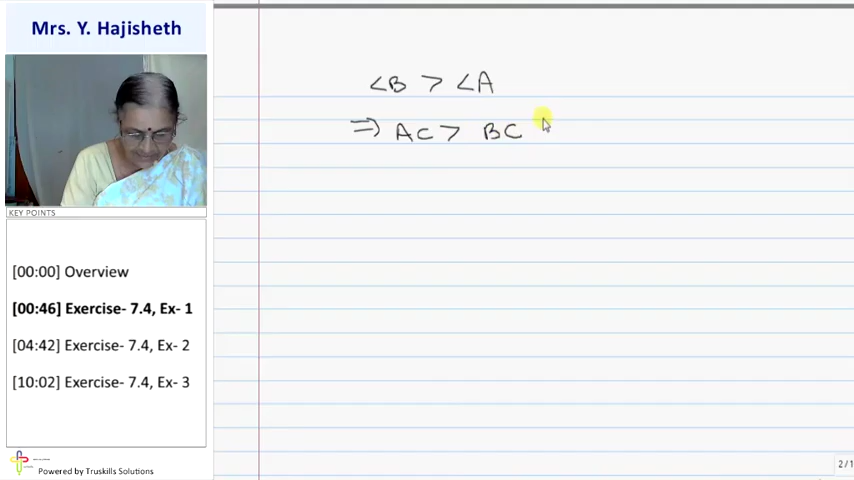 Mrs. Y. Hajisheth
KEY POINTS
[00:00] Overview
[00:46] Exercise- 7.4, Ex- 1
[04:42] Exercise- 7.4, Ex- 2
[10:02] Exercise- 7.4, Ex- 3
Powered by Truskills Solutions
<B > <A
⇒ AC > BC
2/1